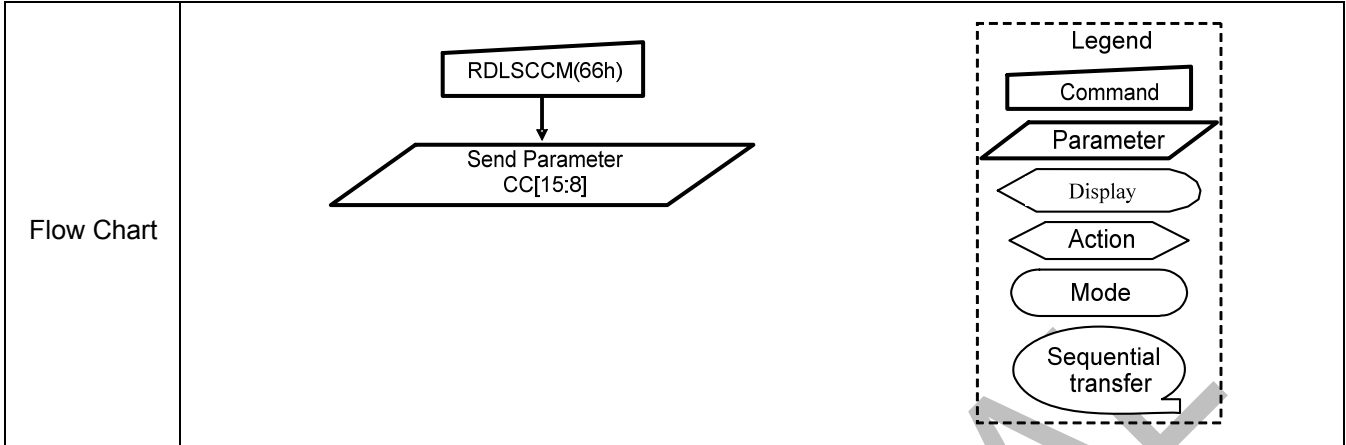 Flow Chart
RDLSCCM(66h)
Send Parameter
CC[15:8]
Legend
Command
Parameter
Display
Action
Mode
Sequential
transfer